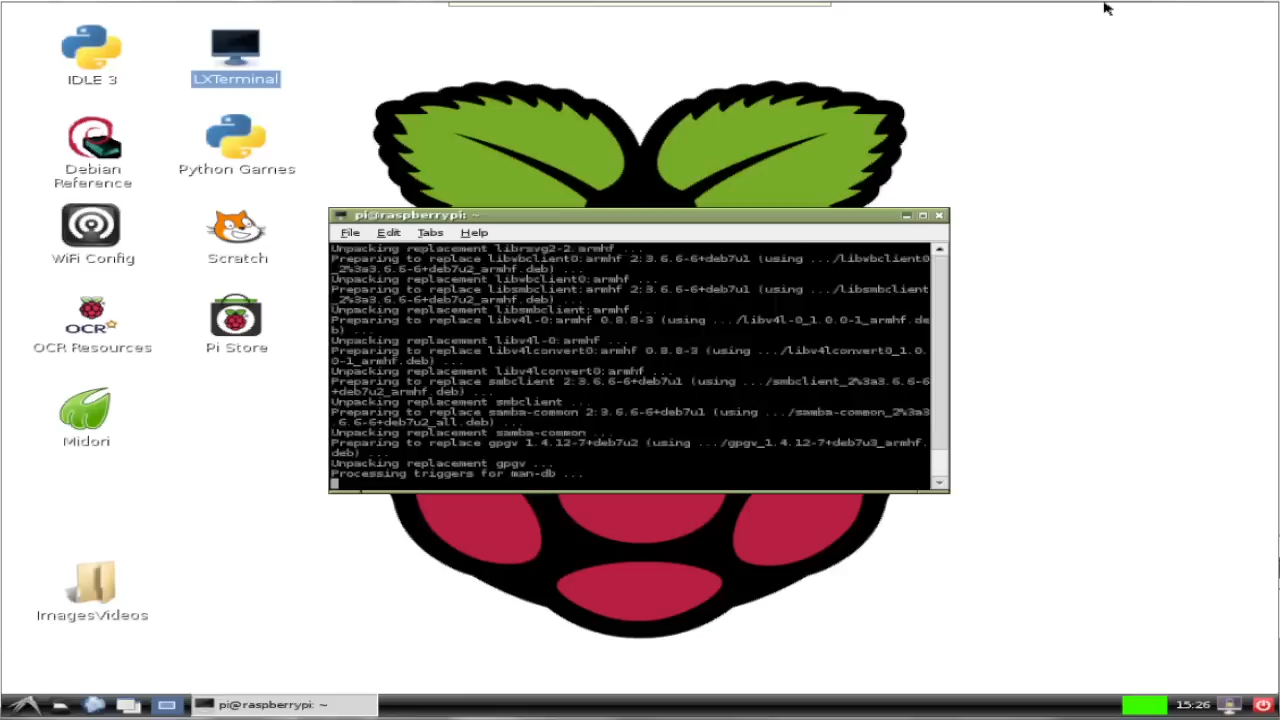 IDLE 3
LXTerminal
Debian
Reference
Python Games
WiFi Config
Scratch
OCR
OCR Resources
Pi Store
Midori
ImagesVideos
pi@raspberrypi: ~
File Edit Tabs Help
Unpacking replacement librsvg2-2:armhf ...
Preparing to replace libwbclient0:armhf 2:3.6.6-6+deb7u1 (using .../libwbclient0
_2%3a3.6.6-6+deb7u2_armhf.deb) ...
Unpacking replacement libwbclient0:armhf ...
Preparing to replace libsmbclient:armhf 2:3.6.6-6+deb7u1 (using .../libsmbclient
_2%3a3.6.6-6+deb7u2_armhf.deb) ...
Unpacking replacement libsmbclient:armhf ...
Preparing to replace libv4l-0:armhf 0.8.8-3 (using .../libv4l-0_1.0.0-1_armhf.de
b) ...
Unpacking replacement libv4l-0:armhf ...
Preparing to replace libv4lconvert0:armhf 0.8.8-3 (using .../libv4lconvert0_1.0.
0-1_armhf.deb) ...
Unpacking replacement libv4lconvert0:armhf ...
Preparing to replace smbclient 2:3.6.6-6+deb7u1 (using .../smbclient_2%3a3.6.6-6
+deb7u2_armhf.deb) ...
Unpacking replacement smbclient ...
Preparing to replace samba-common 2:3.6.6-6+deb7u1 (using .../samba-common_2%3a3
.6.6-6+deb7u2_all.deb) ...
Unpacking replacement samba-common ...
Preparing to replace gpgv 1.4.12-7+deb7u2 (using .../gpgv_1.4.12-7+deb7u3_armhf.
deb) ...
Unpacking replacement gpgv ...
Processing triggers for man-db ...
pi@raspberrypi: ~
15:26